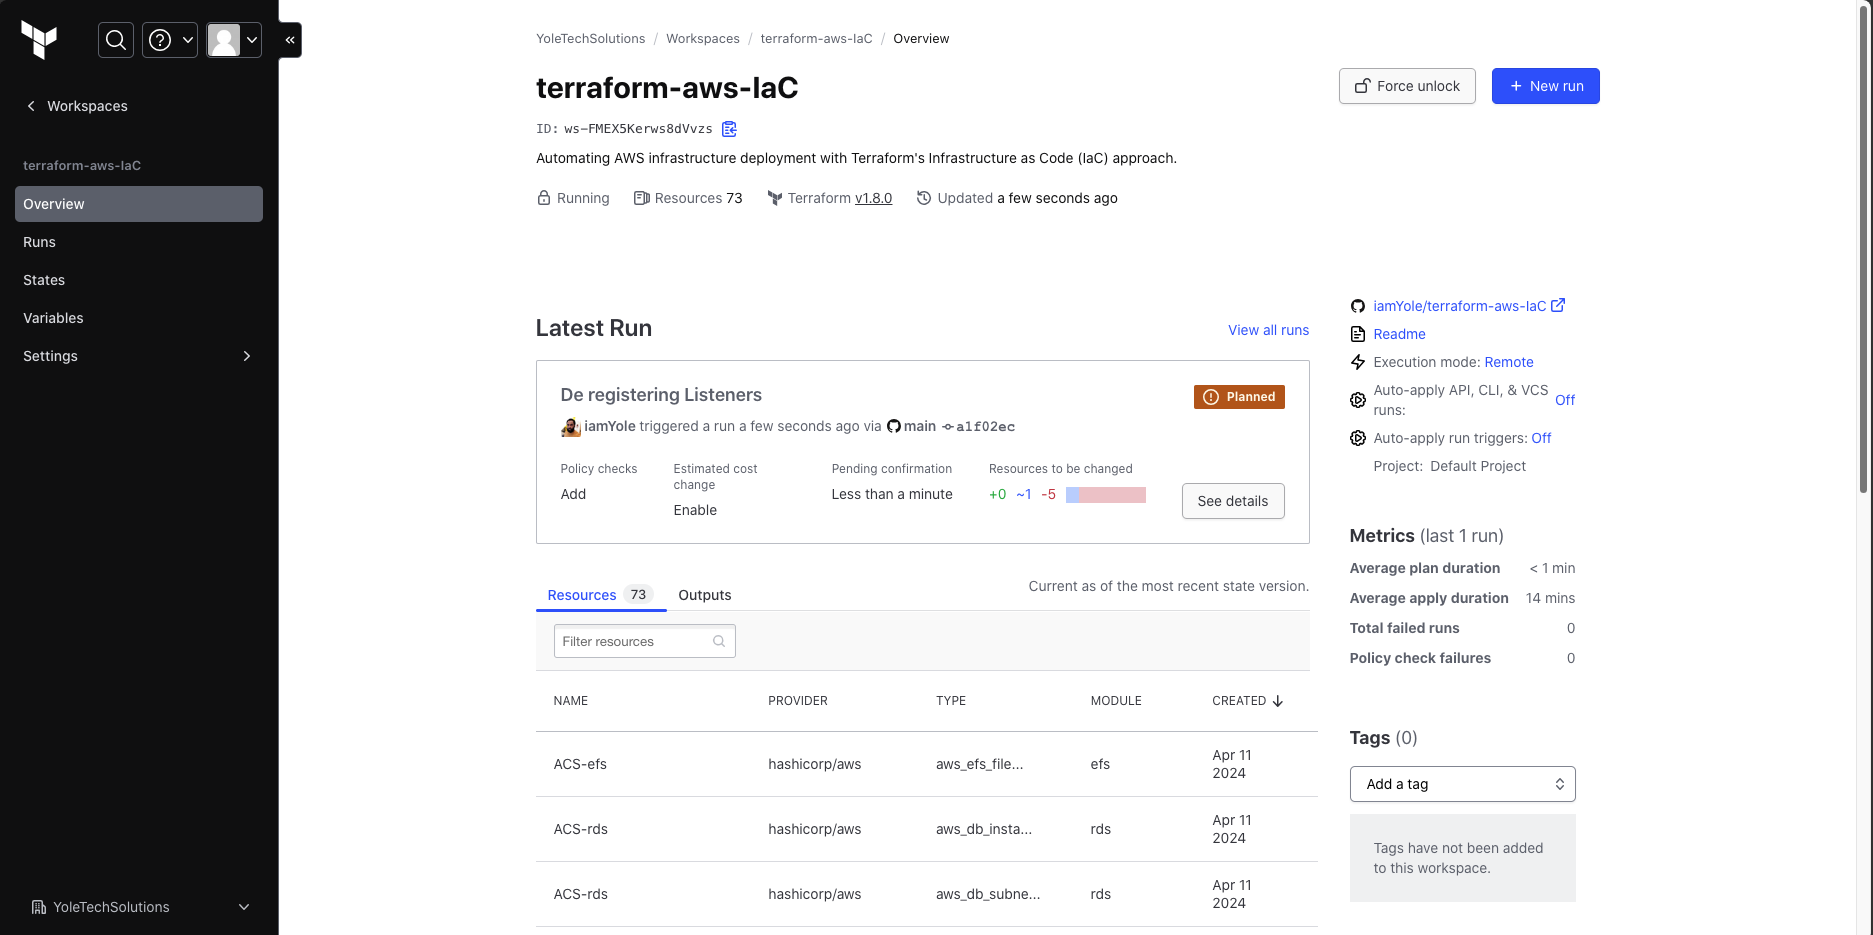 Workspaces
terraform-aws-IaC
Overview
Runs
States
Variables
Settings
YoleTechSolutions
YoleTechSolutions / Workspaces / terraform-aws-IaC / Overview
terraform-aws-IaC
Force unlock
+ New run
ID: ws-FMEX5Kerws8dVvzs
Automating AWS infrastructure deployment with Terraform's Infrastructure as Code (IaC) approach.
Running Resources 73 Terraform v1.8.0 Updated a few seconds ago
Latest Run
View all runs
De registering Listeners
Planned
iamYole triggered a run a few seconds ago via main a1f02ec
Policy checks
Add
Estimated cost
change
Enable
Pending confirmation
Less than a minute
Resources to be changed
+0 ~1 -5
See details
Resources 73 Outputs
Current as of the most recent state version.
Filter resources
NAME PROVIDER TYPE MODULE CREATED
ACS-efs hashicorp/aws aws_efs_file... efs Apr 11
2024
ACS-rds hashicorp/aws aws_db_insta... rds Apr 11
2024
ACS-rds hashicorp/aws aws_db_subne... rds Apr 11
2024
iamYole/terraform-aws-IaC
Readme
Execution mode: Remote
Auto-apply API, CLI, & VCS
runs: Off
Auto-apply run triggers: Off
Project: Default Project
Metrics (last 1 run)
Average plan duration < 1 min
Average apply duration 14 mins
Total failed runs 0
Policy check failures 0
Tags (0)
Add a tag
Tags have not been added
to this workspace.